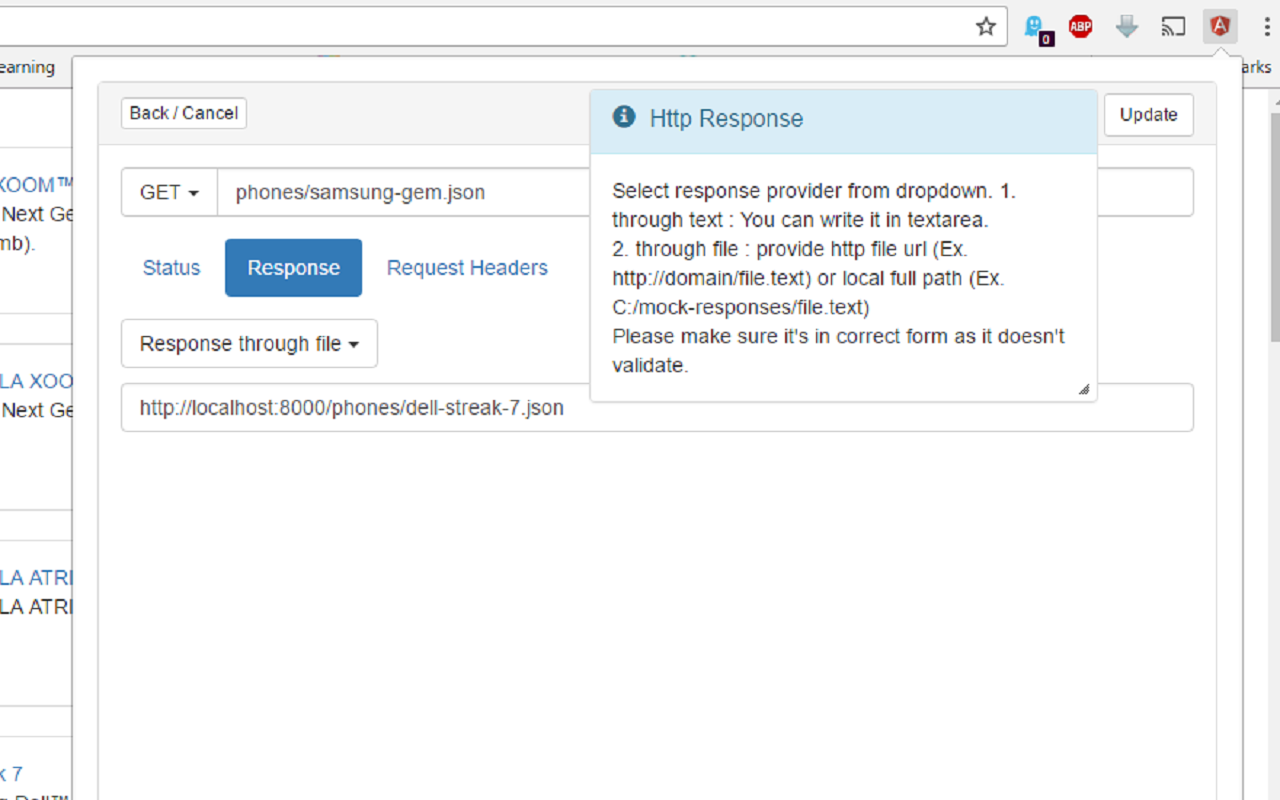 0
ABP
earning
arks
Back / Cancel
Http Response
Update
XOOM™
Next Ge
mb).
GET
phones/samsung-gem.json
Select response provider from dropdown. 1.
through text : You can write it in textarea.
2. through file : provide http file url (Ex.
http://domain/file.text) or local full path (Ex.
C:/mock-responses/file.text)
Please make sure it's in correct form as it doesn't
validate.
Status
Response
Request Headers
Response through file
LA XOO
Next Ge
http://localhost:8000/phones/dell-streak-7.json
LA ATRI
LA ATRI
k 7